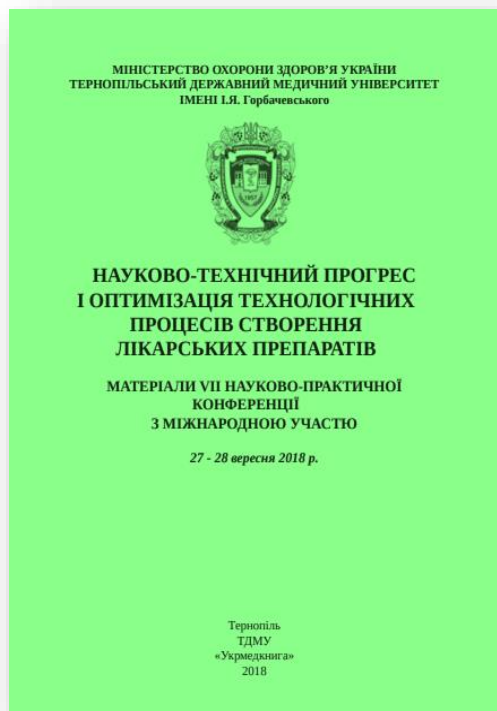 МІНІСТЕРСТВО ОХОРОНИ ЗДОРОВ'Я УКРАЇНИ
ТЕРНОПІЛЬСЬКИЙ ДЕРЖАВНИЙ МЕДИЧНИЙ УНІВЕРСИТЕТ
ІМЕНІ І.Я. Горбачевського
1957
НАУКОВО-ТЕХНІЧНИЙ ПРОГРЕС
І ОПТИМІЗАЦІЯ ТЕХНОЛОГІЧНИХ
ПРОЦЕСІВ СТВОРЕННЯ
ЛІКАРСЬКИХ ПРЕПАРАТІВ
МАТЕРІАЛИ VII НАУКОВО-ПРАКТИЧНОЇ
КОНФЕРЕНЦІЇ
З МІЖНАРОДНОЮ УЧАСТЮ
27 - 28 вересня 2018 р.
Тернопіль
ТДМУ
«Укрмедкнига»
2018